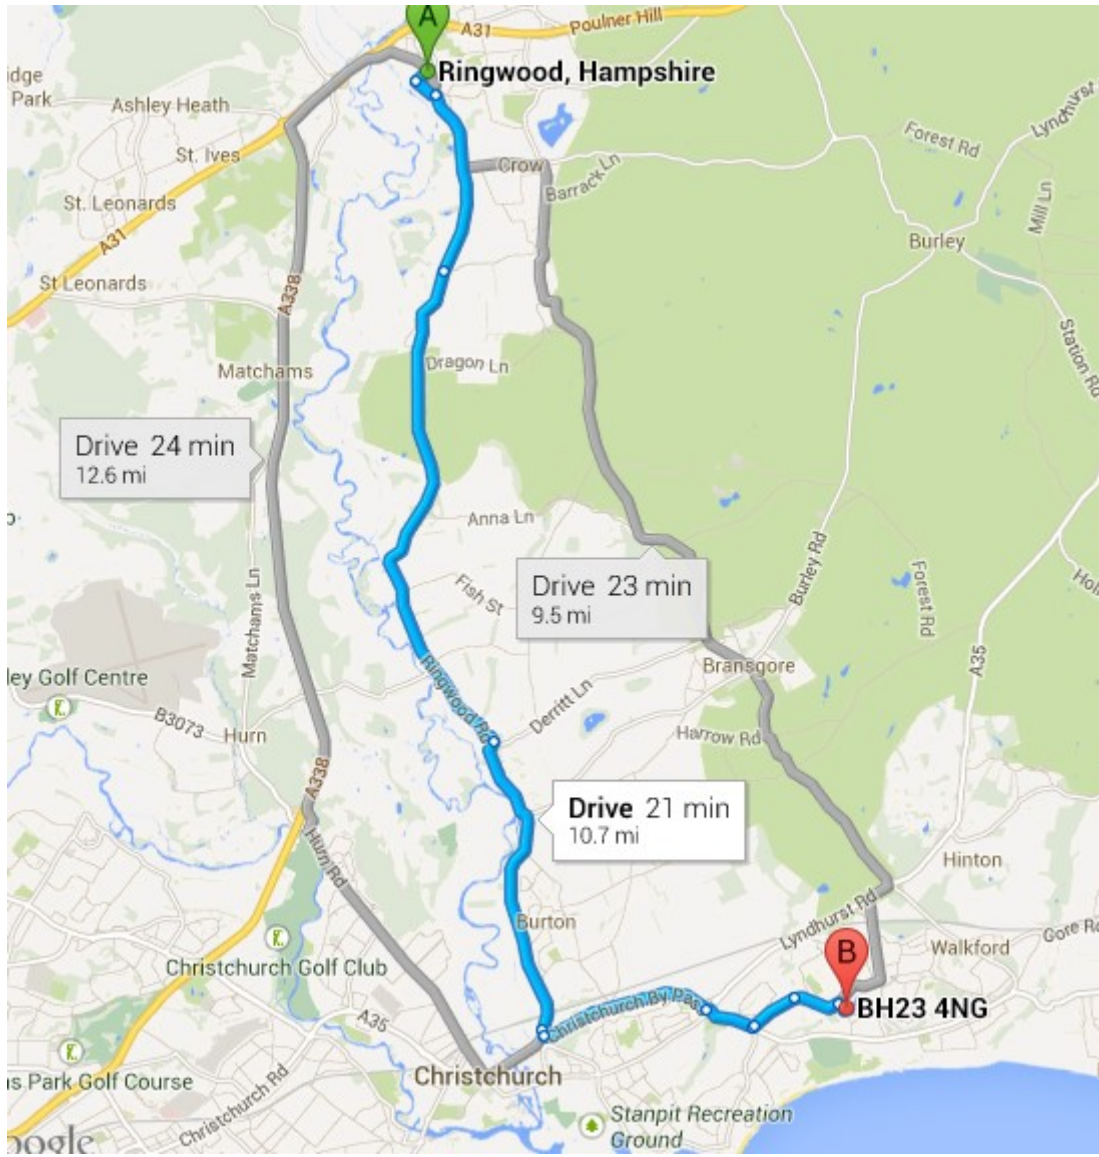 A
A31
Poulner Hill
Ringwood, Hampshire
Ashley Heath
Park
St. Ives
Crow
Barrack Ln
Forest Rd
Lyndhurst
Mill Ln
St. Leonards
A31
Burley
St Leonards
A338
Station Rd
Dragon Ln
Matchams
Drive 24 min
12.6 mi
Anna Ln
Drive 23 min
9.5 mi
Burley Rd
Forest Rd
Fish St
Matchams Ln
Ringwood Rd
Bransgore
A35
ley Golf Centre
B3073
Hurn
Derritt Ln
Harrow Rd
A338
Drive 21 min
10.7 mi
Hurn Rd
Hinton
Burton
Lyndhurst Rd
Walkford
Gore Rd
Christchurch Golf Club
B
BH23 4NG
A35
Christchurch By Pas
Christchurch
s Park Golf Course
Christchurch Rd
Stanpit Recreation
Ground
oogle